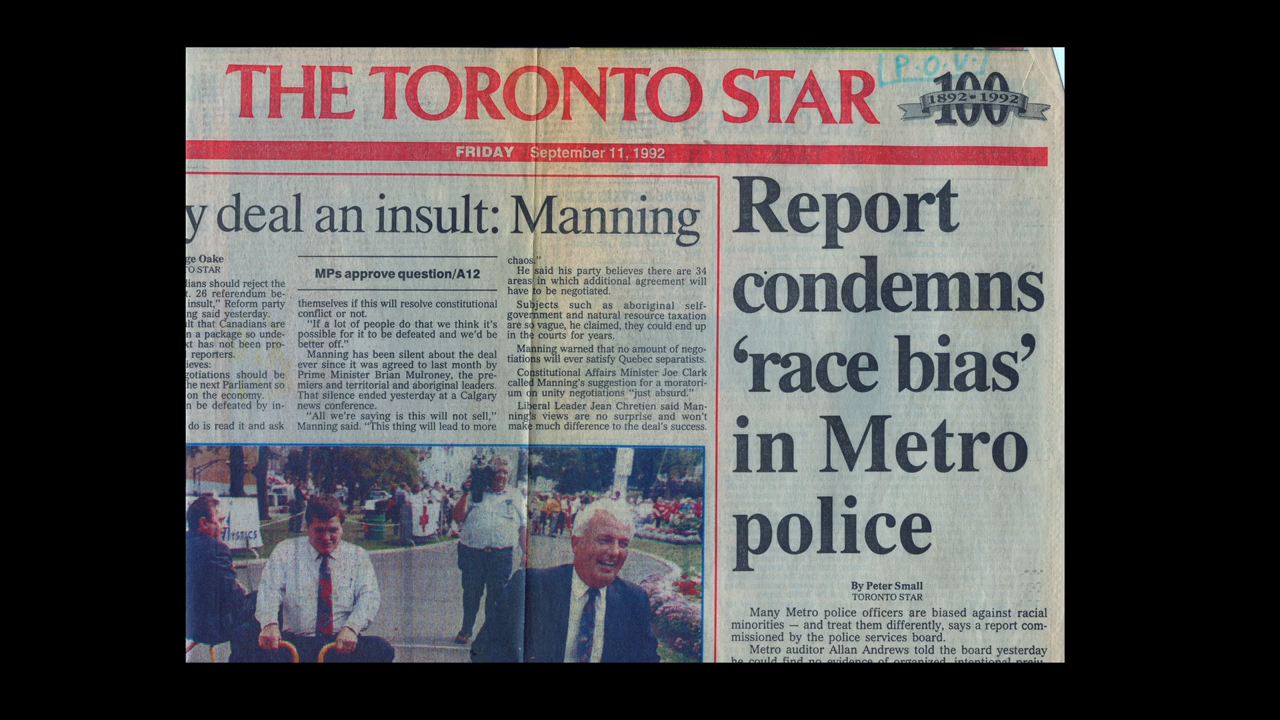 THE TORONTO STAR
P.O.V.
100
1892•1992
FRIDAY September 11, 1992
y deal an insult: Manning
ge Oake
TO STAR
lians should reject the
t. 26 referendum be-
insult," Reform party
ng said yesterday.
lt that Canadians are
n a package so unde-
xt has not been pro-
reporters.
ieves:
gotiations should be
he next Parliament so
on the economy.
n be defeated by in-
do is read it and ask
MPs approve question/A12
themselves if this will resolve constitutional
conflict or not.
"If a lot of people do that we think it's
possible for it to be defeated and we'd be
better off."
Manning has been silent about the deal
ever since it was agreed to last month by
Prime Minister Brian Mulroney, the pre-
miers and territorial and aboriginal leaders.
That silence ended yesterday at a Calgary
news conference.
"All we're saying is this will not sell,"
Manning said. "This thing will lead to more
chaos."
He said his party believes there are 34
areas in which additional agreement will
have to be negotiated.
Subjects such as aboriginal self-
government and natural resource taxation
are so vague, he claimed, they could end up
in the courts for years.
Manning warned that no amount of nego-
tiations will ever satisfy Quebec separatists.
Constitutional Affairs Minister Joe Clark
called Manning's suggestion for a moratori-
um on unity negotiations "just absurd."
Liberal Leader Jean Chretien said Man-
ning's views are no surprise and won't
make much difference to the deal's success.
Report
condemns
'race bias'
in Metro
police
By Peter Small
TORONTO STAR
Many Metro police officers are biased against racial
minorities — and treat them differently, says a report com-
missioned by the police services board.
Metro auditor Allan Andrews told the board yesterday
he could find no evidence of organized, intentional preju-